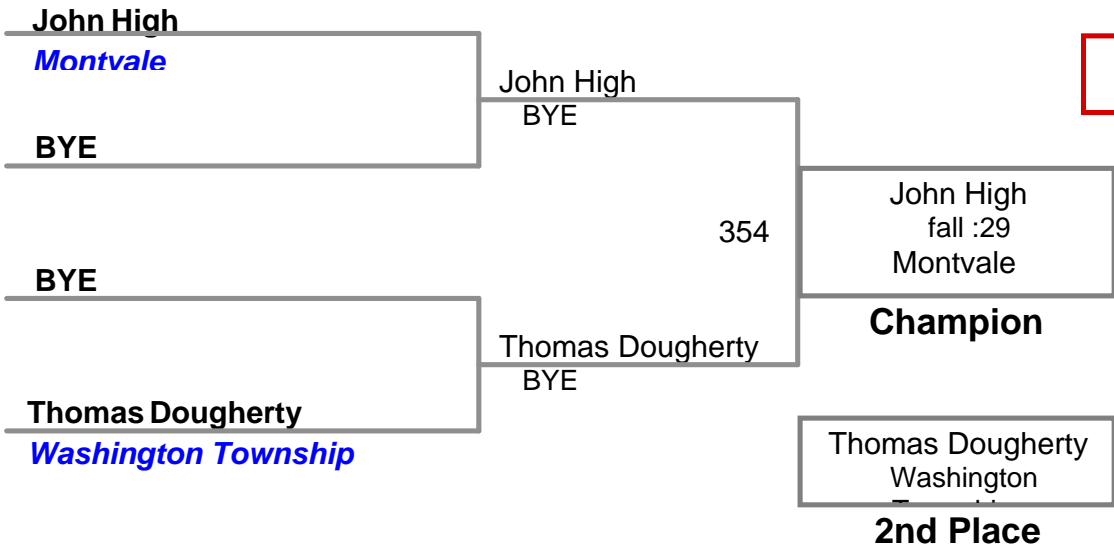 John High
Montvale
John High
BYE
BYE
John High
fall :29
Montvale
354
BYE
Champion
Thomas Dougherty
BYE
Thomas Dougherty
Washington Township
Thomas Dougherty
Washington
2nd Place